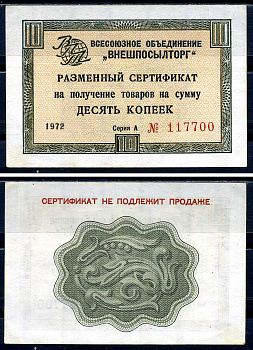 ВСЕСОЮЗНОЕ ОБЪЕДИНЕНИЕ
„ВНЕШПОСЫЛТОРГ"
РАЗМЕННЫЙ СЕРТИФИКАТ
на получение товаров на сумму
ДЕСЯТЬ КОПЕЕК
1972 Серия А № 117700
СЕРТИФИКАТ НЕ ПОДЛЕЖИТ ПРОДАЖЕ